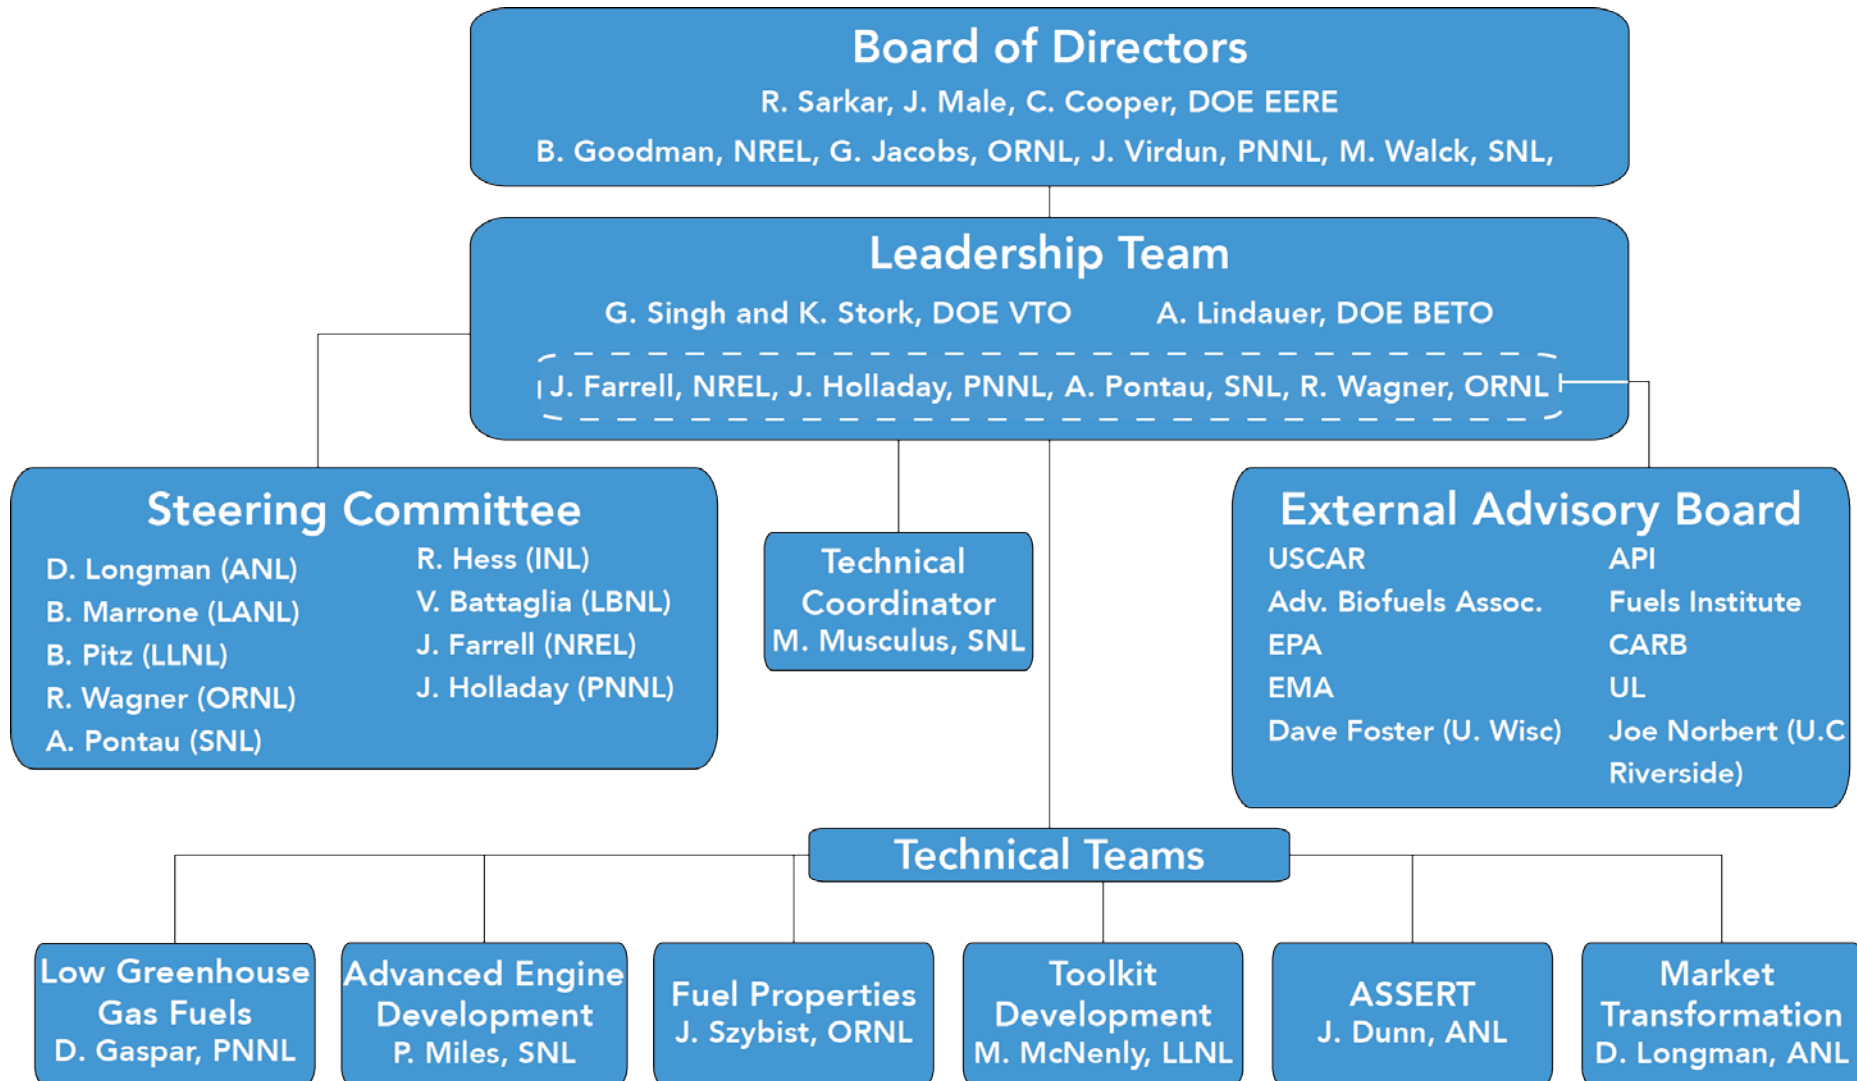 Board of Directors
R. Sarkar, J. Male, C. Cooper, DOE EERE
B. Goodman, NREL, G. Jacobs, ORNL, J. Virdun, PNNL, M. Walck, SNL,
Leadership Team
G. Singh and K. Stork, DOE VTO
A. Lindauer, DOE BETO
J. Farrell, NREL, J. Holladay, PNNL, A. Pontau, SNL, R. Wagner, ORNL
Steering Committee
D. Longman (ANL)
B. Marrone (LANL)
B. Pitz (LLNL)
R. Wagner (ORNL)
A. Pontau (SNL)
R. Hess (INL)
V. Battaglia (LBNL)
J. Farrell (NREL)
J. Holladay (PNNL)
Technical
Coordinator
M. Musculus, SNL
External Advisory Board
USCAR
Adv. Biofuels Assoc.
EPA
EMA
Dave Foster (U. Wisc)
API
Fuels Institute
CARB
UL
Joe Norbert (U.C
Riverside)
Technical Teams
Low Greenhouse
Gas Fuels
D. Gaspar, PNNL
Advanced Engine
Development
P. Miles, SNL
Fuel Properties
J. Szybist, ORNL
Toolkit
Development
M. McNenly, LLNL
ASSERT
J. Dunn, ANL
Market
Transformation
D. Longman, ANL